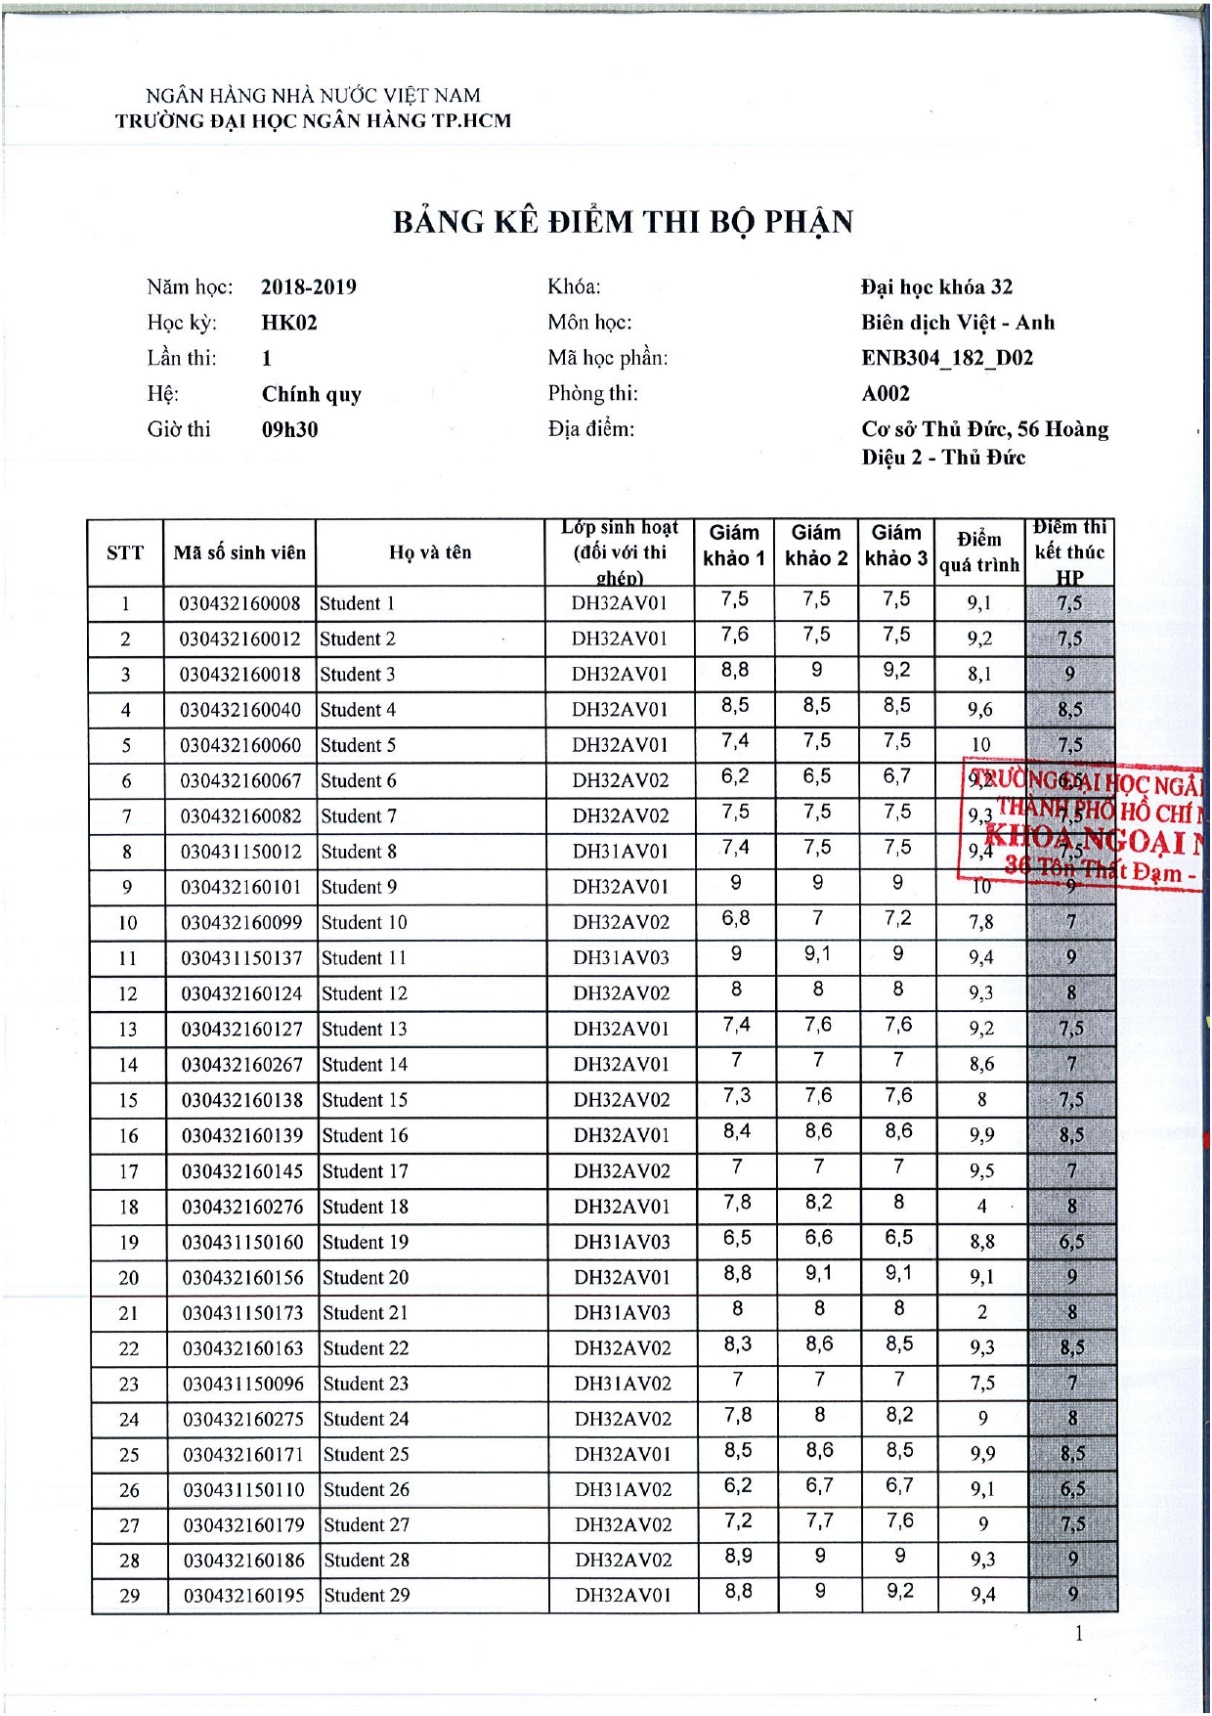 NGÂN HÀNG NHÀ NƯỚC VIỆT NAM
TRƯỜNG ĐẠI HỌC NGÂN HÀNG TP.HCM
BẢNG KÊ ĐIỂM THI BỘ PHẬN
Năm học: 2018-2019 Khóa: Đại học khóa 32
Học kỳ: HK02 Môn học: Biên dịch Việt - Anh
Lần thi: 1 Mã học phần: ENB304_182_D02
Hệ: Chính quy Phòng thi: A002
Giờ thi 09h30 Địa điểm: Cơ sở Thủ Đức, 56 Hoàng
Diệu 2 - Thủ Đức
STT Mã số sinh viên Họ và tên Lớp sinh hoạt (đối với thi ghép) Giám khảo 1 Giám khảo 2 Giám khảo 3 Điểm quá trình Điểm thi kết thúc HP
1 030432160008 Student 1 DH32AV01 7,5 7,5 7,5 9,1 7,5
2 030432160012 Student 2 DH32AV01 7,6 7,5 7,5 9,2 7,5
3 030432160018 Student 3 DH32AV01 8,8 9 9,2 8,1 9
4 030432160040 Student 4 DH32AV01 8,5 8,5 8,5 9,6 8,5
5 030432160060 Student 5 DH32AV01 7,4 7,5 7,5 10 7,5
6 030432160067 Student 6 DH32AV02 6,2 6,5 6,7 9,2 6,5
7 030432160082 Student 7 DH32AV02 7,5 7,5 7,5 9,3 7,5
8 030431150012 Student 8 DH31AV01 7,4 7,5 7,5 9,4 7,5
9 030432160101 Student 9 DH32AV01 9 9 9 10 9
TRƯỜNG ĐẠI HỌC NGÂ
THÀNH PHỐ HỒ CHÍ
KHOA NGOẠI
36 Tôn Thất Đạm -
10 030432160099 Student 10 DH32AV02 6,8 7 7,2 7,8 7
11 030431150137 Student 11 DH31AV03 9 9,1 9 9,4 9
12 030432160124 Student 12 DH32AV02 8 8 8 9,3 8
13 030432160127 Student 13 DH32AV01 7,4 7,6 7,6 9,2 7,5
14 030432160267 Student 14 DH32AV01 7 7 7 8,6 7
15 030432160138 Student 15 DH32AV02 7,3 7,6 7,6 8 7,5
16 030432160139 Student 16 DH32AV01 8,4 8,6 8,6 9,9 8,5
17 030432160145 Student 17 DH32AV02 7 7 7 9,5 7
18 030432160276 Student 18 DH32AV01 7,8 8,2 8 4 8
19 030431150160 Student 19 DH31AV03 6,5 6,6 6,5 8,8 6,5
20 030432160156 Student 20 DH32AV01 8,8 9,1 9,1 9,1 9
21 030431150173 Student 21 DH31AV03 8 8 8 2 8
22 030432160163 Student 22 DH32AV02 8,3 8,6 8,5 9,3 8,5
23 030431150096 Student 23 DH31AV02 7 7 7 7,5 7
24 030432160275 Student 24 DH32AV02 7,8 8 8,2 9 8
25 030432160171 Student 25 DH32AV01 8,5 8,6 8,5 9,9 8,5
26 030431150110 Student 26 DH31AV02 6,2 6,7 6,7 9,1 6,5
27 030432160179 Student 27 DH32AV02 7,2 7,7 7,6 9 7,5
28 030432160186 Student 28 DH32AV02 8,9 9 9 9,3 9
29 030432160195 Student 29 DH32AV01 8,8 9 9,2 9,4 9
1